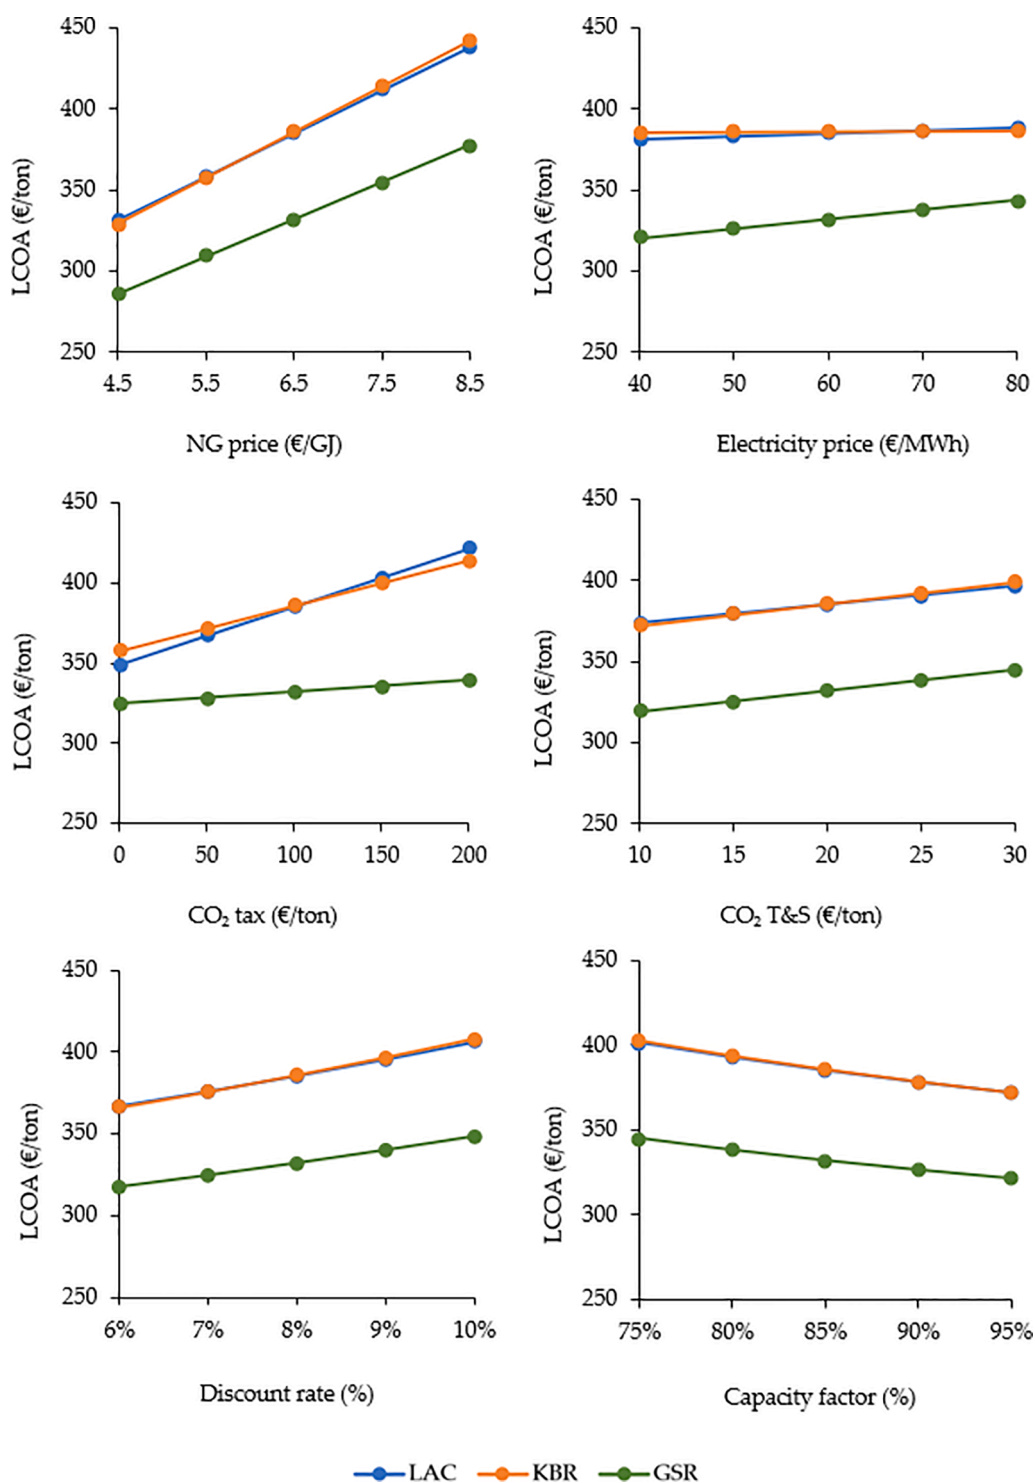 450
400
350
300
250
LCOA (€/ton)
4.5 5.5 6.5 7.5 8.5
NG price (€/GJ)
450
400
350
300
250
LCOA (€/ton)
40 50 60 70 80
Electricity price (€/MWh)
450
400
350
300
250
LCOA (€/ton)
0 50 100 150 200
CO₂ tax (€/ton)
450
400
350
300
250
LCOA (€/ton)
10 15 20 25 30
CO₂ T&S (€/ton)
450
400
350
300
250
LCOA (€/ton)
6% 7% 8% 9% 10%
Discount rate (%)
450
400
350
300
250
LCOA (€/ton)
75% 80% 85% 90% 95%
Capacity factor (%)
LAC KBR GSR